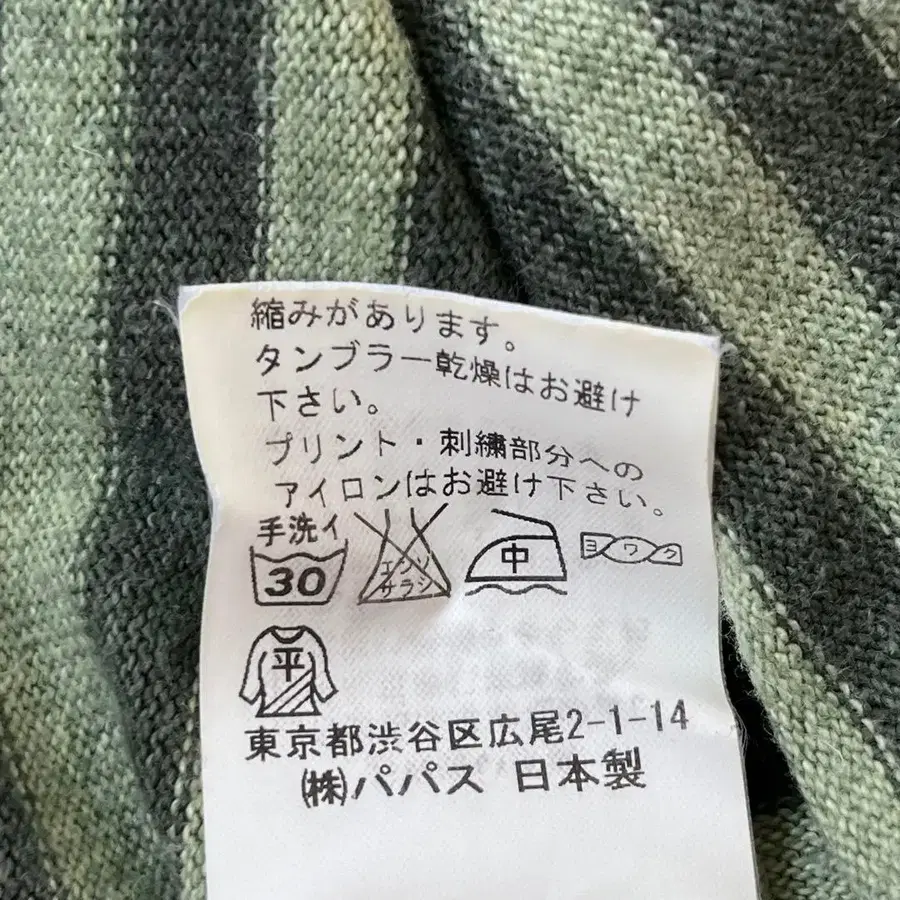 縮みがあります。
タンブラー乾燥はお避け
下さい。
プリント・刺繍部分への
アイロンはお避け下さい。
手洗イ
30
エンソ
サラシ
中
ヨワク
平
東京都渋谷区広尾2-1-14
㈱パパス 日本製